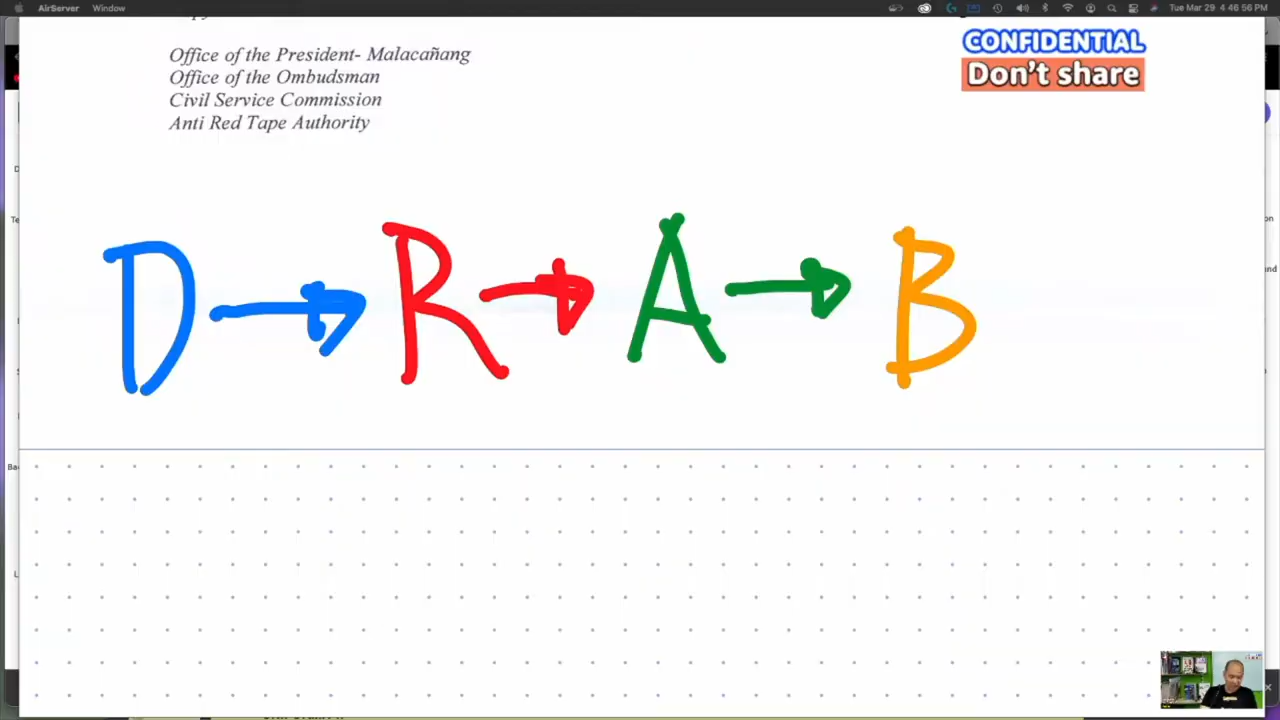 AirServer Window Tue Mar 29 4:46:56 PM
CONFIDENTIAL
Don't share
Office of the President- Malacañang
Office of the Ombudsman
Civil Service Commission
Anti Red Tape Authority
D → R → A → B